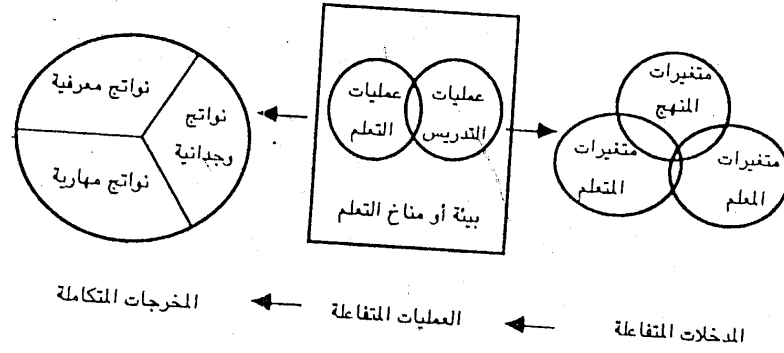 متغيرات
المنهج
متغيرات
المعلم
متغيرات
المتعلم
عمليات
التدريس
عمليات
التعلم
بيئة أو مناخ التعلم
نواتج معرفية
نواتج
وجدانية
نواتج مهارية
المدخلات المتفاعلة
العمليات المتفاعلة
المخرجات المتكاملة